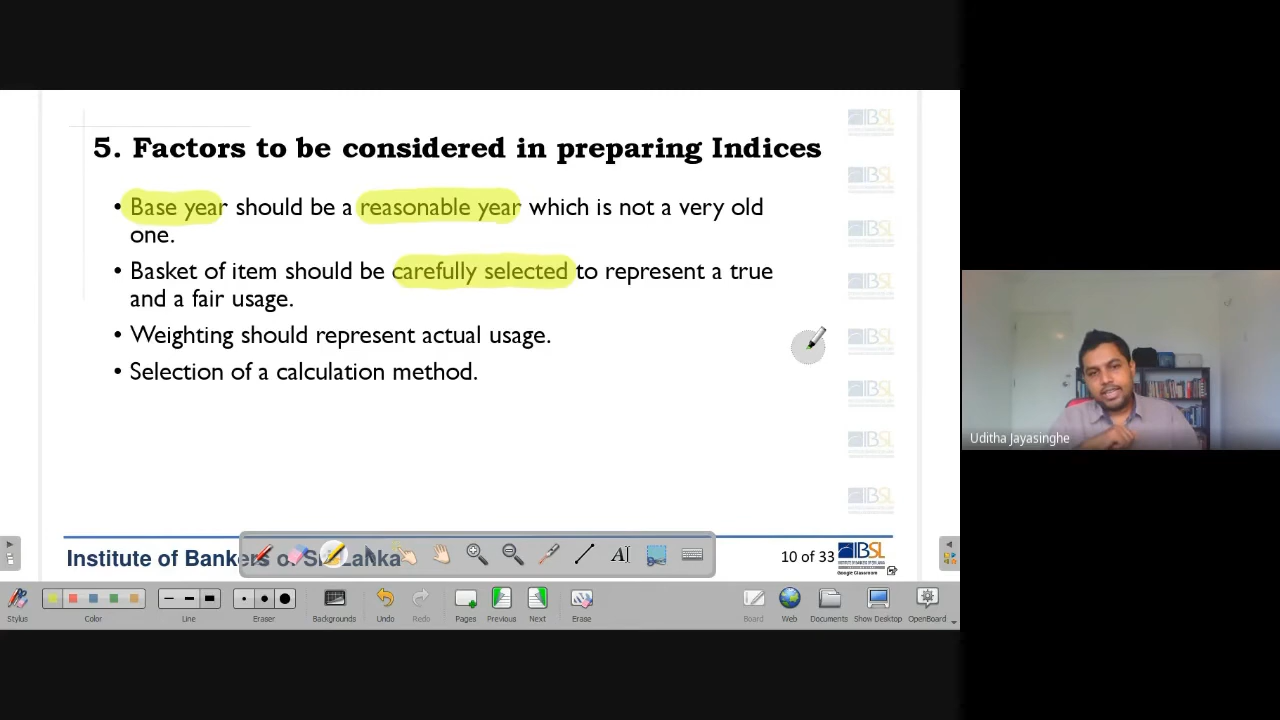 5. Factors to be considered in preparing Indices
• Base year should be a reasonable year which is not a very old
one.
• Basket of item should be carefully selected to represent a true
and a fair usage.
• Weighting should represent actual usage.
• Selection of a calculation method.
Uditha Jayasinghe
Institute of Bankers of Sri Lanka
10 of 33
IBSL
Google Classroom
Stylus
Color
Line
Eraser
Backgrounds
Undo
Redo
Pages
Previous
Next
Erase
Board
Web
Documents
Show Desktop
OpenBoard